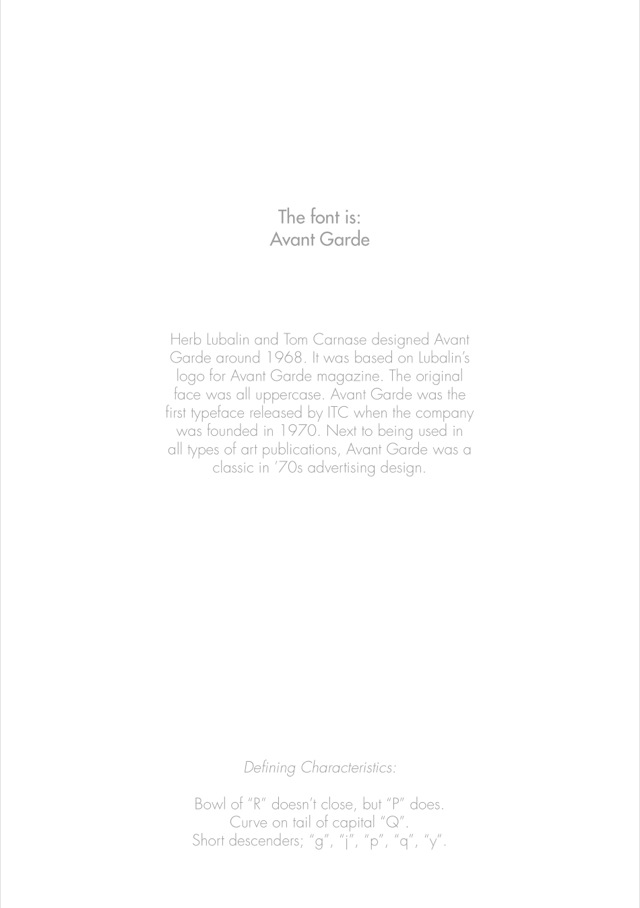 The font is:
Avant Garde
Herb Lubalin and Tom Carnase designed Avant
Garde around 1968. It was based on Lubalin’s
logo for Avant Garde magazine. The original
face was all uppercase. Avant Garde was the
first typeface released by ITC when the company
was founded in 1970. Next to being used in
all types of art publications, Avant Garde was a
classic in ’70s advertising design.
Defining Characteristics:
Bowl of “R” doesn’t close, but “P” does.
Curve on tail of capital “Q”.
Short descenders; “g”, “j”, “p”, “q”, “y”.